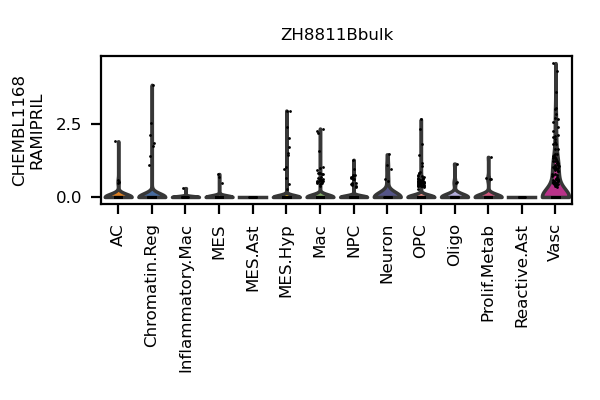 ZH8811Bbulk
CHEMBL1168
RAMIPRIL
2.5
0.0
AC
Chromatin.Reg
Inflammatory.Mac
MES
MES.Ast
MES.Hyp
Mac
NPC
Neuron
OPC
Oligo
Prolif.Metab
Reactive.Ast
Vasc